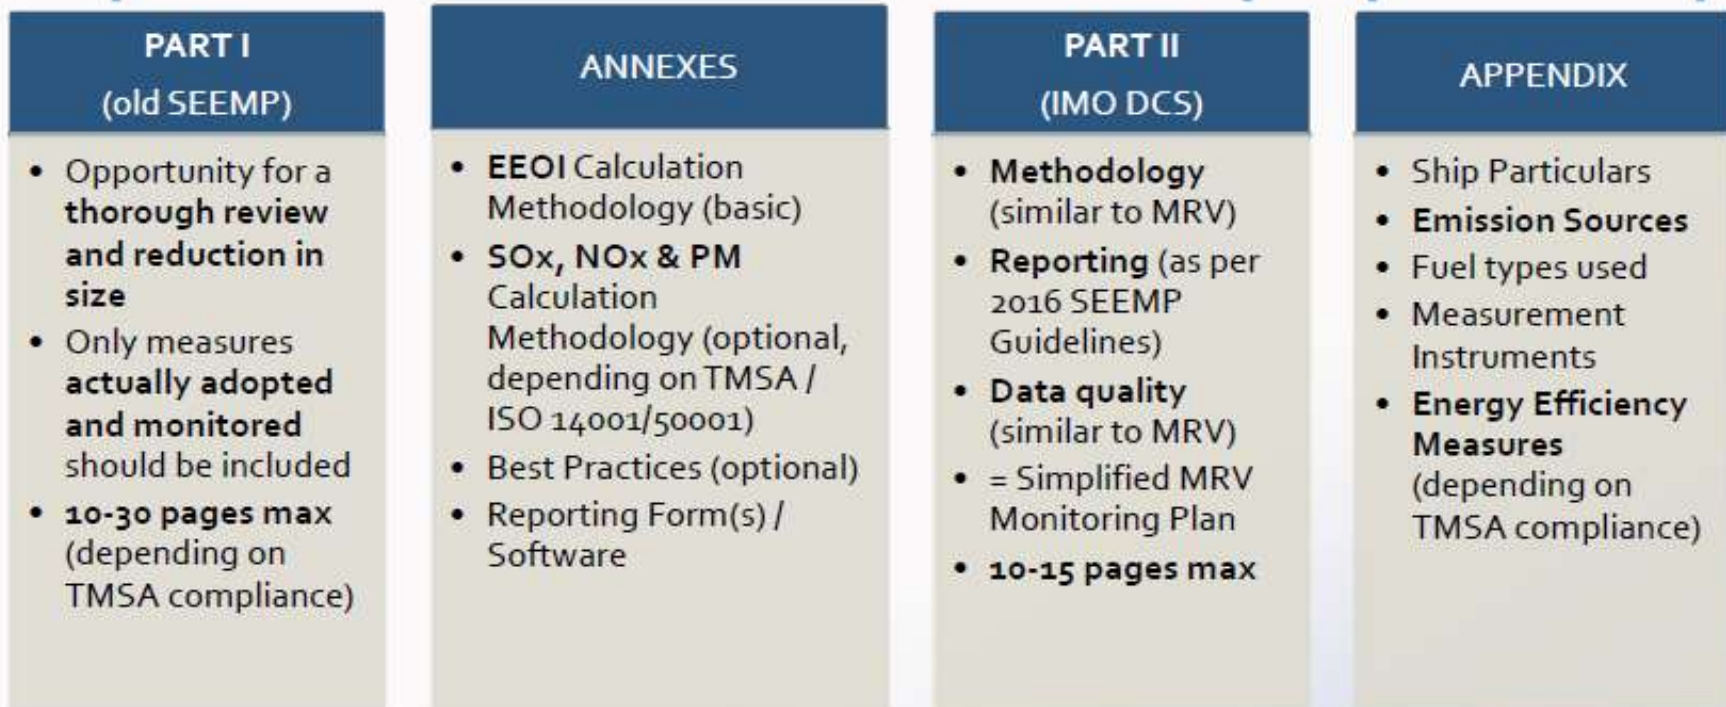 PART I
(old SEEMP)
• Opportunity for a
thorough review
and reduction in
size
• Only measures
actually adopted
and monitored
should be included
• 10-30 pages max
(depending on
TMSA compliance)
ANNEXES
• EEOI Calculation
Methodology (basic)
• SOx, NOx & PM
Calculation
Methodology (optional,
depending on TMSA /
ISO 14001/50001)
• Best Practices (optional)
• Reporting Form(s) /
Software
PART II
(IMO DCS)
• Methodology
(similar to MRV)
• Reporting (as per
2016 SEEMP
Guidelines)
• Data quality
(similar to MRV)
• = Simplified MRV
Monitoring Plan
• 10-15 pages max
APPENDIX
• Ship Particulars
• Emission Sources
• Fuel types used
• Measurement
Instruments
• Energy Efficiency
Measures
(depending on
TMSA compliance)